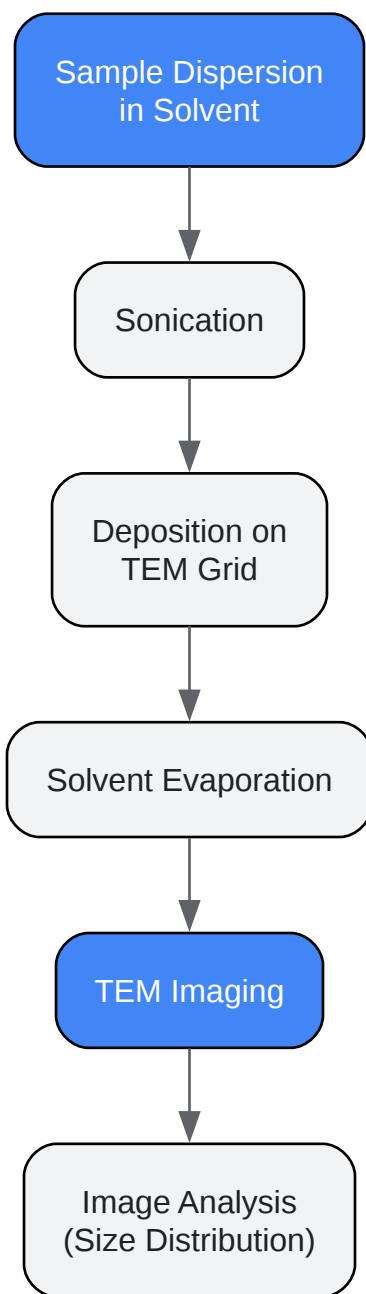 Sample Dispersion
in Solvent
Sonication
Deposition on
TEM Grid
Solvent Evaporation
TEM Imaging
Image Analysis
(Size Distribution)